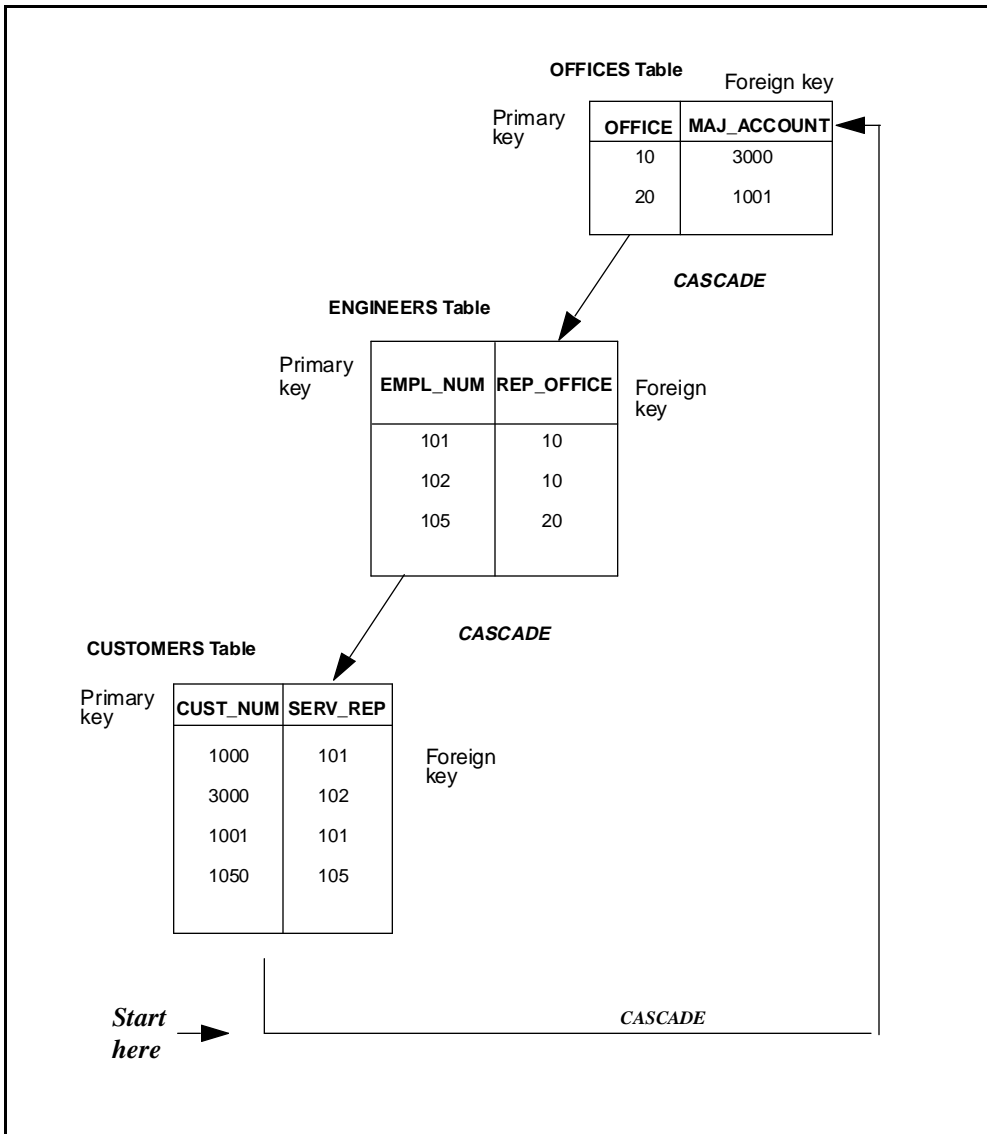 OFFICES Table
Foreign key
Primary
key
OFFICE MAJ_ACCOUNT
10 3000
20 1001
CASCADE
ENGINEERS Table
Primary
key
EMPL_NUM REP_OFFICE
Foreign
key
101 10
102 10
105 20
CASCADE
CUSTOMERS Table
Primary
key
CUST_NUM SERV_REP
1000 101
Foreign
key
3000 102
1001 101
1050 105
Start
here
CASCADE